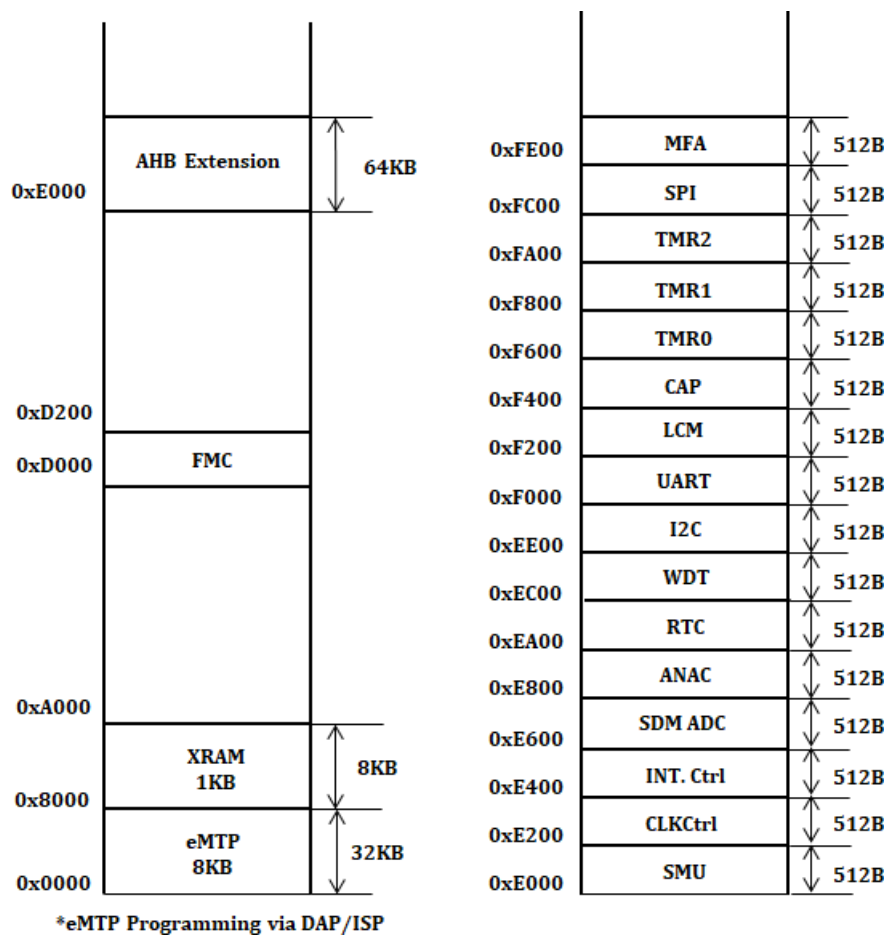 AHB Extension
64KB
0xE000
0xD200
0xD000
FMC
0xA000
XRAM
1KB
8KB
0x8000
eMTP
8KB
32KB
0x0000
*eMTP Programming via DAP/ISP
0xFE00 MFA 512B
0xFC00 SPI 512B
0xFA00 TMR2 512B
0xF800 TMR1 512B
0xF600 TMR0 512B
0xF400 CAP 512B
0xF200 LCM 512B
0xF000 UART 512B
0xEE00 I2C 512B
0xEC00 WDT 512B
0xEA00 RTC 512B
0xE800 ANAC 512B
0xE600 SDM ADC 512B
0xE400 INT. Ctrl 512B
0xE200 CLKCtrl 512B
0xE000 SMU 512B